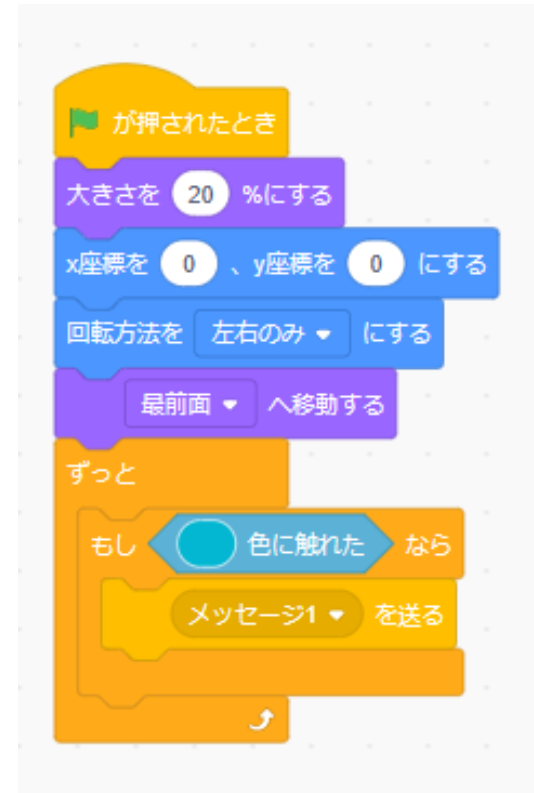 が押されたとき
大きさを 20 %にする
x座標を 0 、y座標を 0 にする
回転方法を 左右のみ にする
最前面 へ移動する
ずっと
もし 色に触れた なら
メッセージ1 を送る